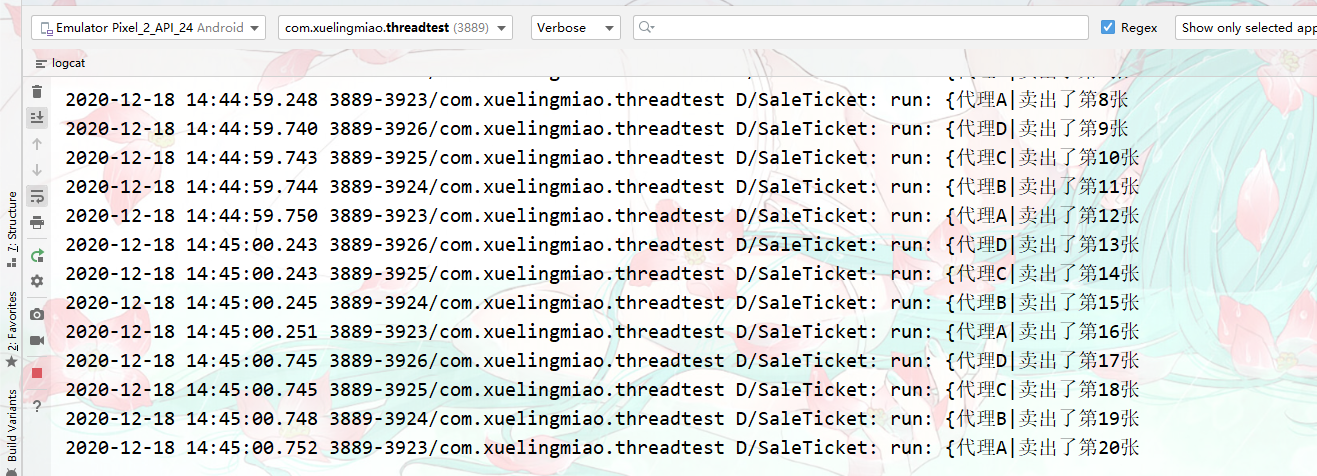 Emulator Pixel_2_API_24 Android com.xuelingmiao.threadtest (3889) Verbose Regex Show only selected app
logcat
2020-12-18 14:44:59.248 3889-3923/com.xuelingmiao.threadtest D/SaleTicket: run: {代理A|卖出了第8张
2020-12-18 14:44:59.740 3889-3926/com.xuelingmiao.threadtest D/SaleTicket: run: {代理D|卖出了第9张
2020-12-18 14:44:59.743 3889-3925/com.xuelingmiao.threadtest D/SaleTicket: run: {代理C|卖出了第10张
2020-12-18 14:44:59.744 3889-3924/com.xuelingmiao.threadtest D/SaleTicket: run: {代理B|卖出了第11张
2020-12-18 14:44:59.750 3889-3923/com.xuelingmiao.threadtest D/SaleTicket: run: {代理A|卖出了第12张
2020-12-18 14:45:00.243 3889-3926/com.xuelingmiao.threadtest D/SaleTicket: run: {代理D|卖出了第13张
2020-12-18 14:45:00.243 3889-3925/com.xuelingmiao.threadtest D/SaleTicket: run: {代理C|卖出了第14张
2020-12-18 14:45:00.245 3889-3924/com.xuelingmiao.threadtest D/SaleTicket: run: {代理B|卖出了第15张
2020-12-18 14:45:00.251 3889-3923/com.xuelingmiao.threadtest D/SaleTicket: run: {代理A|卖出了第16张
2020-12-18 14:45:00.745 3889-3926/com.xuelingmiao.threadtest D/SaleTicket: run: {代理D|卖出了第17张
2020-12-18 14:45:00.745 3889-3925/com.xuelingmiao.threadtest D/SaleTicket: run: {代理C|卖出了第18张
2020-12-18 14:45:00.748 3889-3924/com.xuelingmiao.threadtest D/SaleTicket: run: {代理B|卖出了第19张
2020-12-18 14:45:00.752 3889-3923/com.xuelingmiao.threadtest D/SaleTicket: run: {代理A|卖出了第20张
7: Structure
2: Favorites
Build Variants